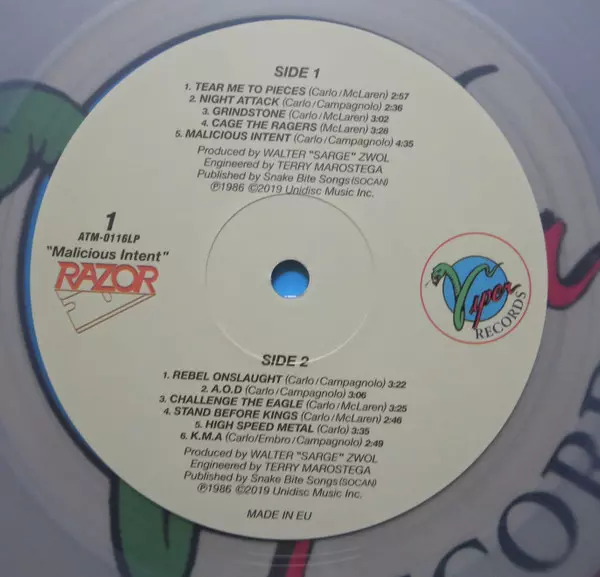 SIDE 1
1. TEAR ME TO PIECES (Carlo/McLaren) 2:57
2. NIGHT ATTACK (Carlo/Campagnolo) 2:36
3. GRINDSTONE (Carlo/McLaren) 3:02
4. CAGE THE RAGERS (McLaren) 3:28
5. MALICIOUS INTENT (Carlo/Campagnolo) 4:35
Produced by WALTER "SARGE" ZWOL
Engineered by TERRY MAROSTEGA
Published by Snake Bite Songs (SOCAN)
℗1986 ©2019 Unidisc Music Inc.
1
ATM-0116LP
"Malicious Intent"
RAZOR
Viper
RECORDS
SIDE 2
1. REBEL ONSLAUGHT (Carlo/Campagnolo) 3:22
2. A.O.D (Carlo/Campagnolo) 3:06
3. CHALLENGE THE EAGLE (Carlo/McLaren) 3:25
4. STAND BEFORE KINGS (Carlo/McLaren) 2:46
5. HIGH SPEED METAL (Carlo) 3:35
6. K.M.A (Carlo/Embro/Campagnolo) 2:49
Produced by WALTER "SARGE" ZWOL
Engineered by TERRY MAROSTEGA
Published by Snake Bite Songs (SOCAN)
℗1986 ©2019 Unidisc Music Inc.
MADE IN EU